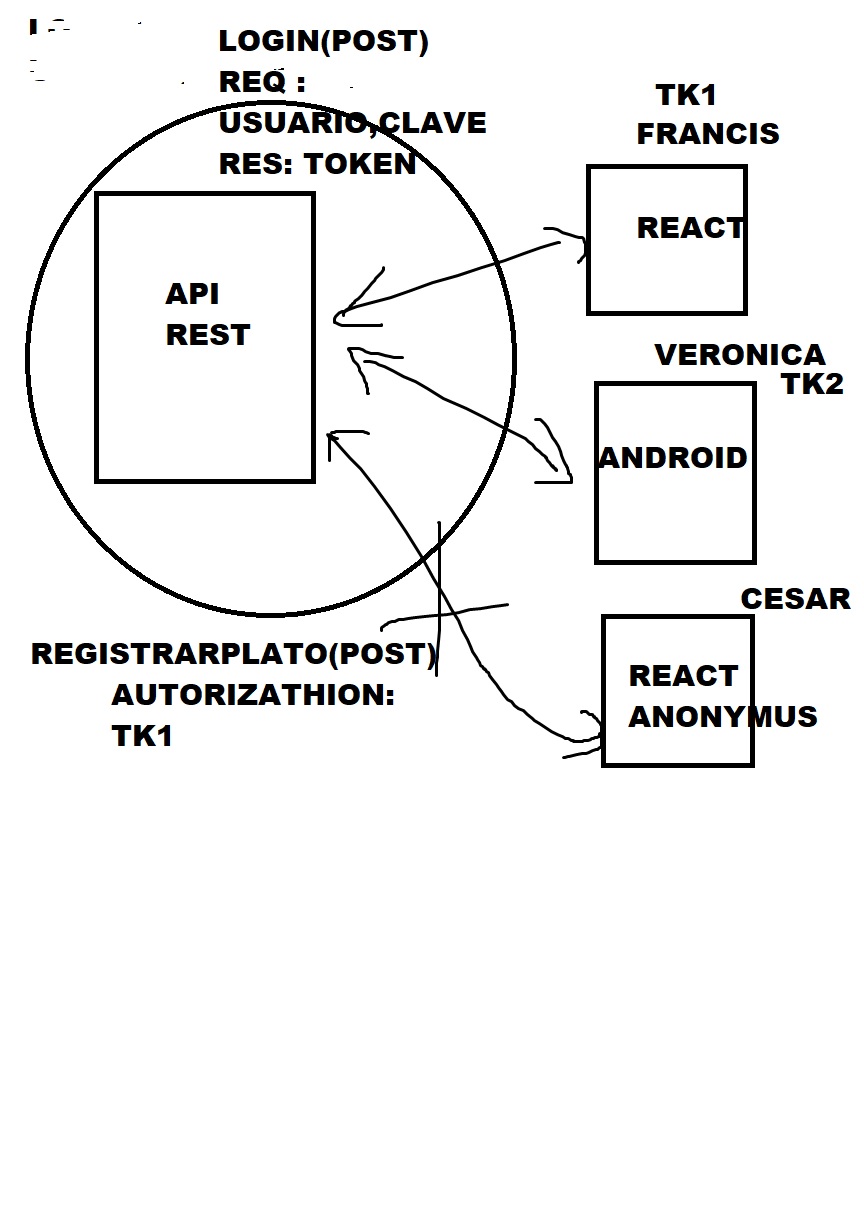 LOGIN(POST)
REQ :
USUARIO,CLAVE
RES: TOKEN
API
REST
TK1
FRANCIS
REACT
VERONICA
TK2
ANDROID
CESAR
REACT
ANONYMUS
REGISTRARPLATO(POST)
AUTORIZATHION:
TK1